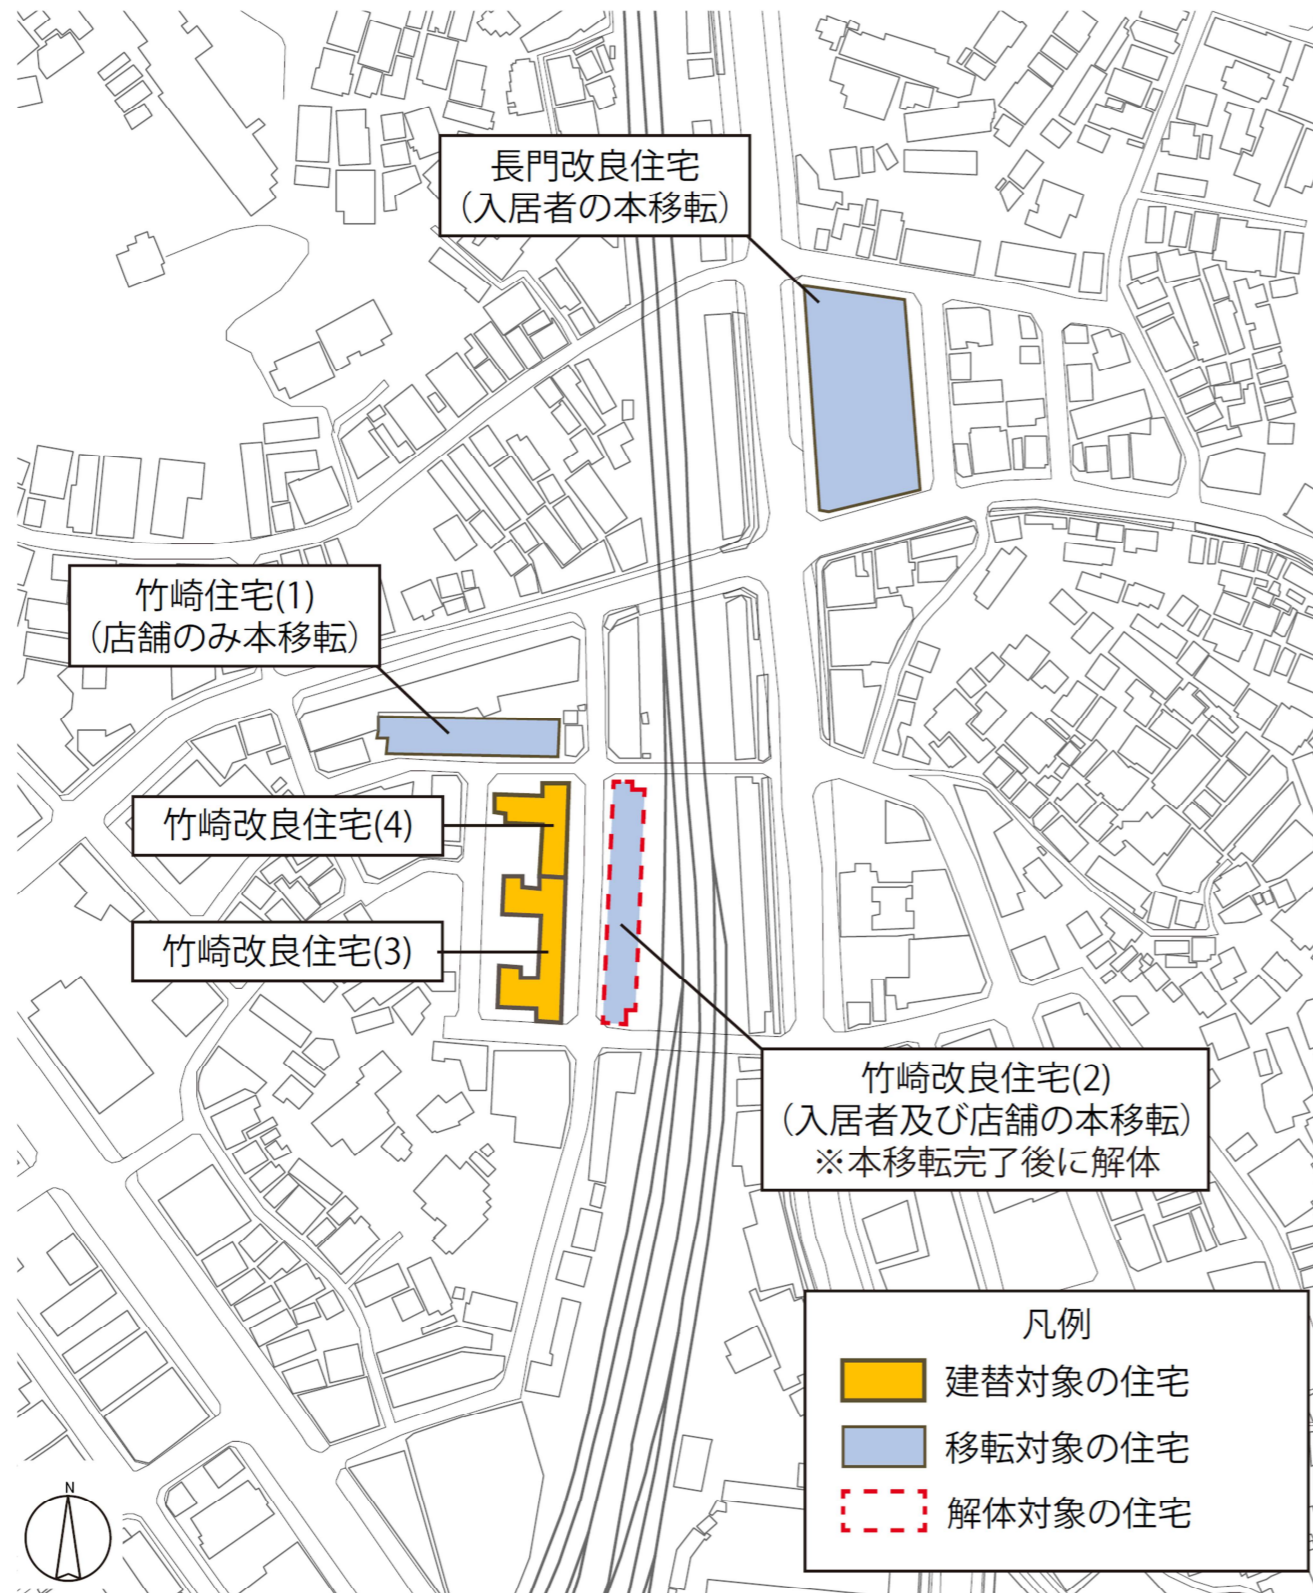 長門改良住宅
（入居者の本移転）
竹崎住宅(1)
（店舗のみ本移転）
竹崎改良住宅(4)
竹崎改良住宅(3)
竹崎改良住宅(2)
（入居者及び店舗の本移転）
※本移転完了後に解体
凡例
建替対象の住宅
移転対象の住宅
解体対象の住宅
N